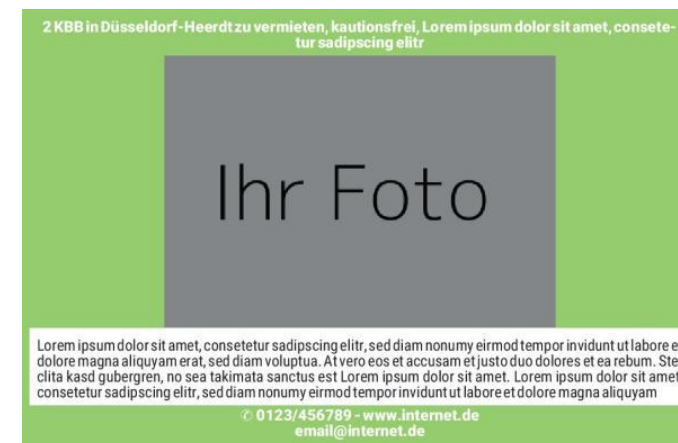 2 KBB in Düsseldorf-Heerdt zu vermieten, kautionsfrei, Lorem ipsum dolor sit amet, consete-
tur sadipscing elitr
Ihr Foto
Lorem ipsum dolor sit amet, consetetur sadipscing elitr, sed diam nonumy eirmod tempor invidunt ut labore e
dolore magna aliquyam erat, sed diam voluptua. At vero eos et accusam et justo duo dolores et ea rebum. Ste
clita kasd gubergren, no sea takimata sanctus est Lorem ipsum dolor sit amet. Lorem ipsum dolor sit amet
consetetur sadipscing elitr, sed diam nonumy eirmod tempor invidunt ut labore et dolore magna aliquyam
✆ 0123/456789 - www.internet.de
email@internet.de